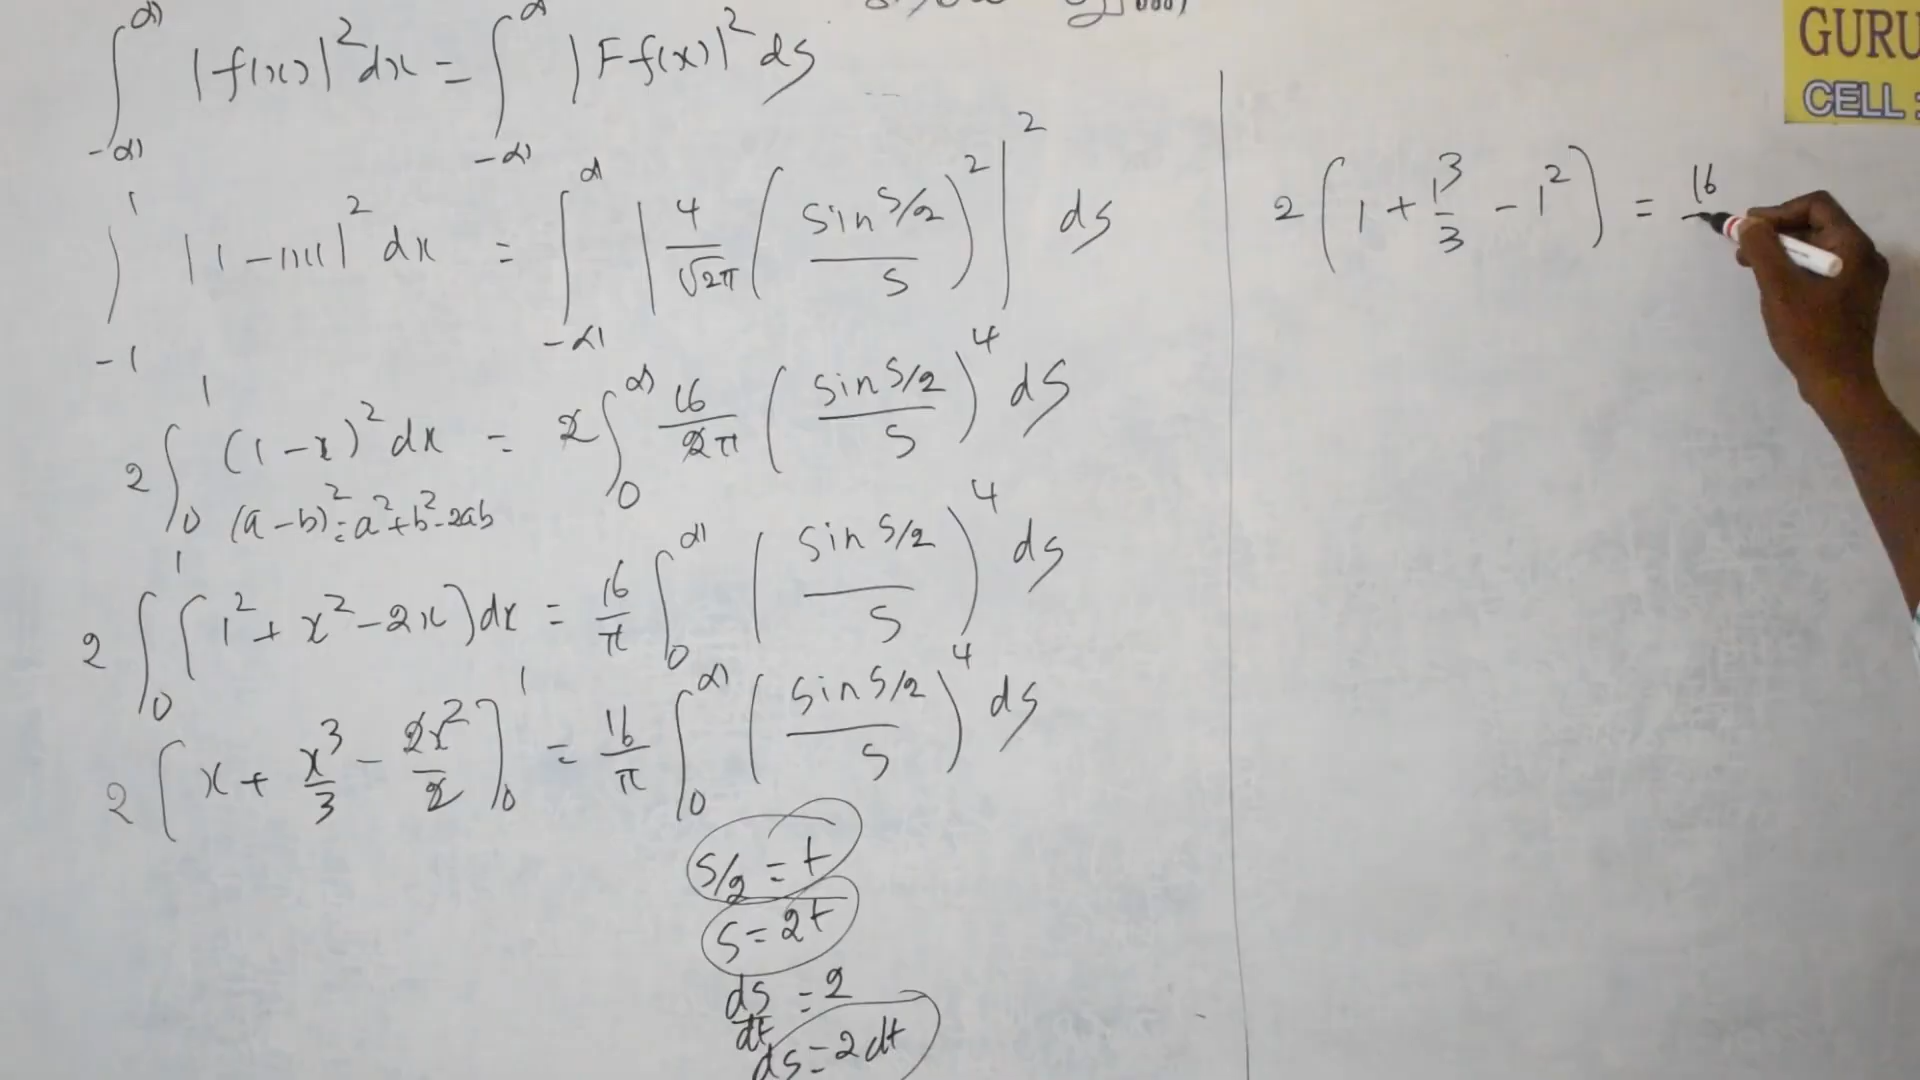 ∫_{-∞}^{∞} |f(x)|² dx = ∫_{-∞}^{∞} |F f(x)|² ds
∫_{-1}^{1} |1-|x||² dx = ∫_{-∞}^{∞} |4/√2π (sin s/2 / s)²|² ds
2 ∫_0^1 (1-x)² dx = 2 ∫_0^∞ 16/2π (sin s/2 / s)⁴ ds
(a-b)² = a²+b²-2ab
2 ∫_0^1 (1² + x² - 2x) dx = 16/π ∫_0^∞ (sin s/2 / s)⁴ ds
2 [x + x³/3 - 2x²/2]_0^1 = 16/π ∫_0^∞ (sin s/2 / s)⁴ ds
s/2 = t
s = 2t
ds/dt = 2
ds = 2dt
2 (1 + 1³/3 - 1²) = 16
GURU
CELL :